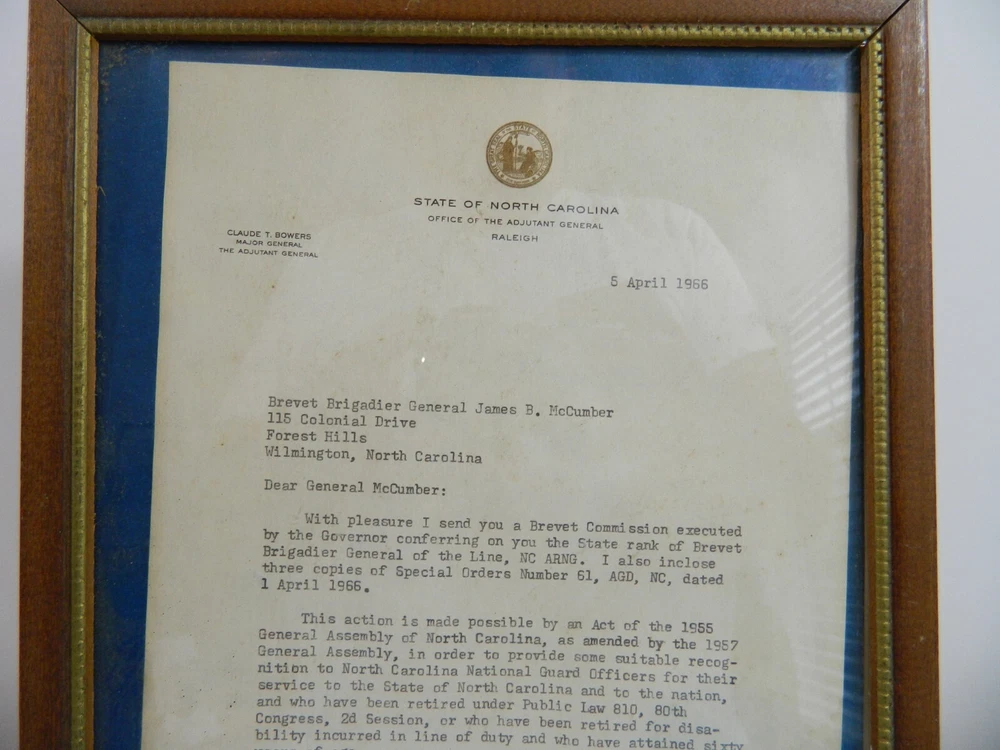 STATE OF NORTH CAROLINA
OFFICE OF THE ADJUTANT GENERAL
RALEIGH
CLAUDE T. BOWERS
MAJOR GENERAL
THE ADJUTANT GENERAL
5 April 1966
Brevet Brigadier General James B. McCumber
115 Colonial Drive
Forest Hills
Wilmington, North Carolina
Dear General McCumber:
With pleasure I send you a Brevet Commission executed
by the Governor conferring on you the State rank of Brevet
Brigadier General of the Line, NC ARNG. I also inclose
three copies of Special Orders Number 61, AGD, NC, dated
1 April 1966.
This action is made possible by an Act of the 1955
General Assembly of North Carolina, as amended by the 1957
General Assembly, in order to provide some suitable recog-
nition to North Carolina National Guard Officers for their
service to the State of North Carolina and to the nation,
and who have been retired under Public Law 810, 80th
Congress, 2d Session, or who have been retired for disa-
bility incurred in line of duty and who have attained sixty